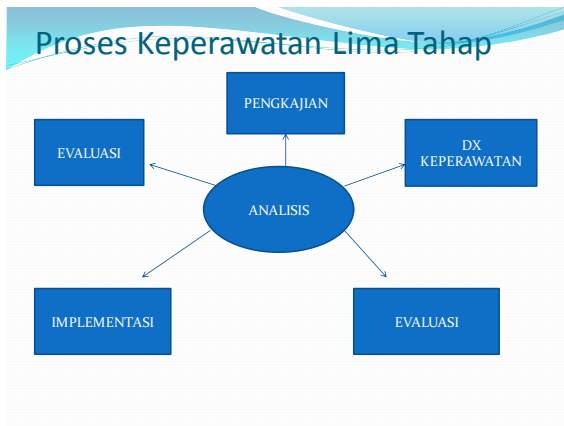 Proses Keperawatan Lima Tahap
PENGKAJIAN
EVALUASI
DX
KEPERAWATAN
ANALISIS
IMPLEMENTASI
EVALUASI